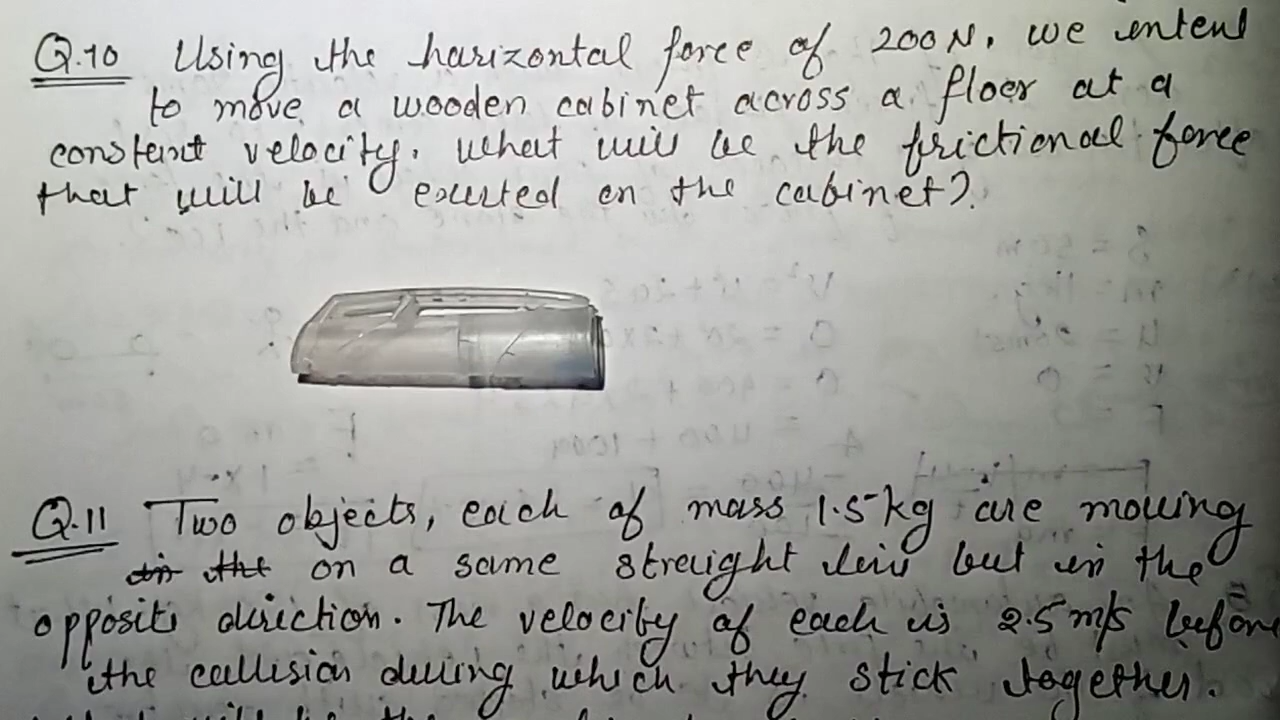 Q.10 Using the harizontal force of 200N, we intend
to move a wooden cabinet across a floor at a
constant velocity. What will be the frictional force
that will be exerted on the cabinet?
Q.11 Two objects, each of mass 1.5kg are moving
on a same straight line but in the
opposite direction. The velocity of each is 2.5 m/s before
the collision during which they stick together.